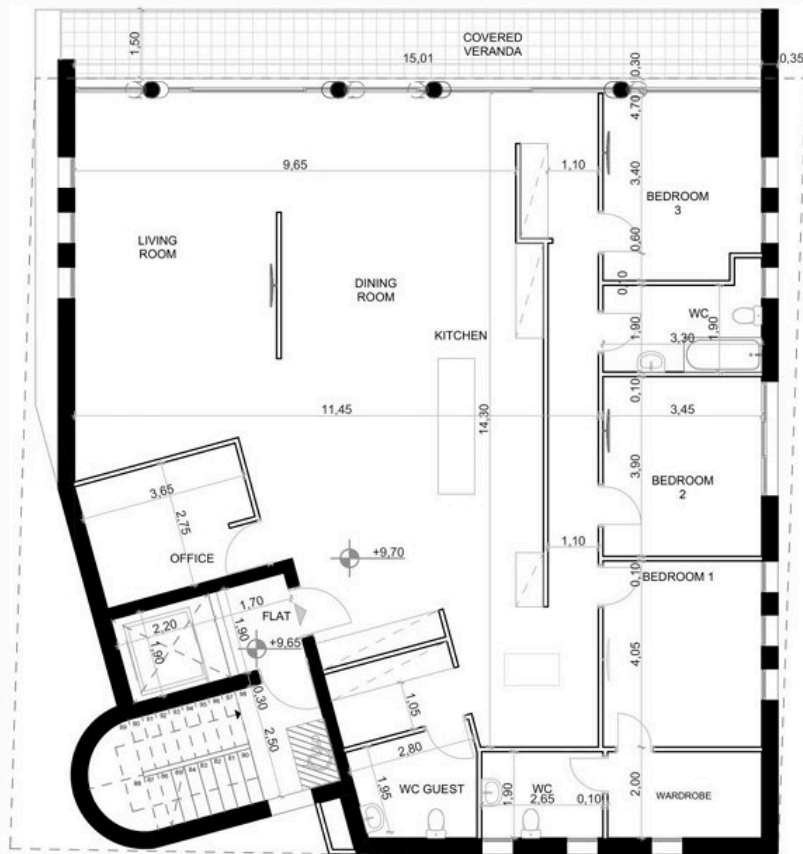 COVERED
VERANDA
1,50
15,01
0,30
0,35
4,70
9,65
1,10
3,40
BEDROOM
3
LIVING
ROOM
0,60
DINING
ROOM
0,10
KITCHEN
WC
1,90
3,30
1,90
11,45
14,30
0,10
3,45
3,90
BEDROOM
2
3,65
2,75
OFFICE
+9,70
1,10
0,10
BEDROOM 1
1,70
FLAT
2,20
1,90
1,90
+9,65
4,05
0,30
1,05
2,50
2,80
1,95
WC GUEST
WC
1,90
2,65
0,10
2,00
WARDROBE